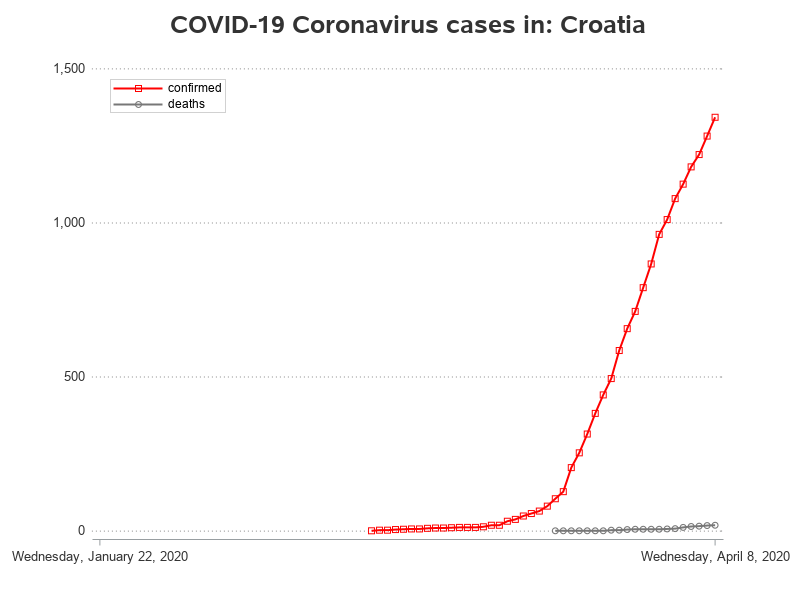 COVID-19 Coronavirus cases in: Croatia
1,500
confirmed
deaths
1,000
500
0
Wednesday, January 22, 2020 Wednesday, April 8, 2020